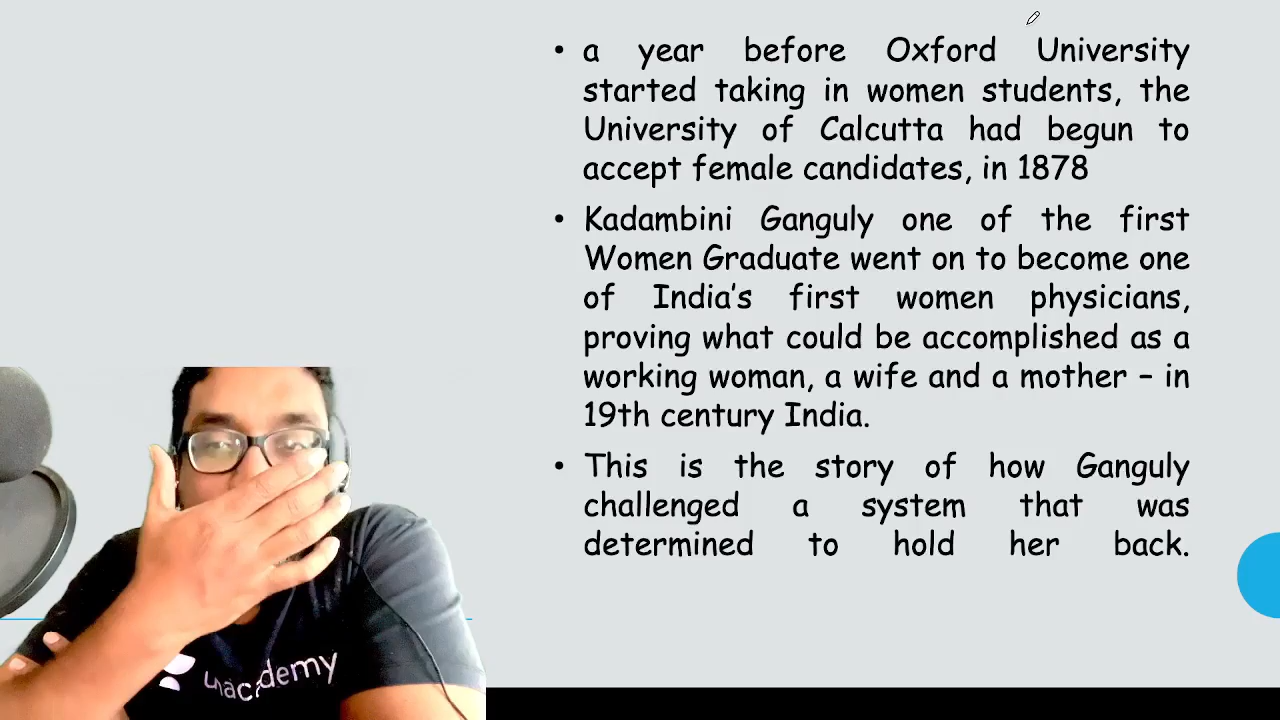 • a year before Oxford University
started taking in women students, the
University of Calcutta had begun to
accept female candidates, in 1878
• Kadambini Ganguly one of the first
Women Graduate went on to become one
of India’s first women physicians,
proving what could be accomplished as a
working woman, a wife and a mother – in
19th century India.
• This is the story of how Ganguly
challenged a system that was
determined to hold her back.
unacademy